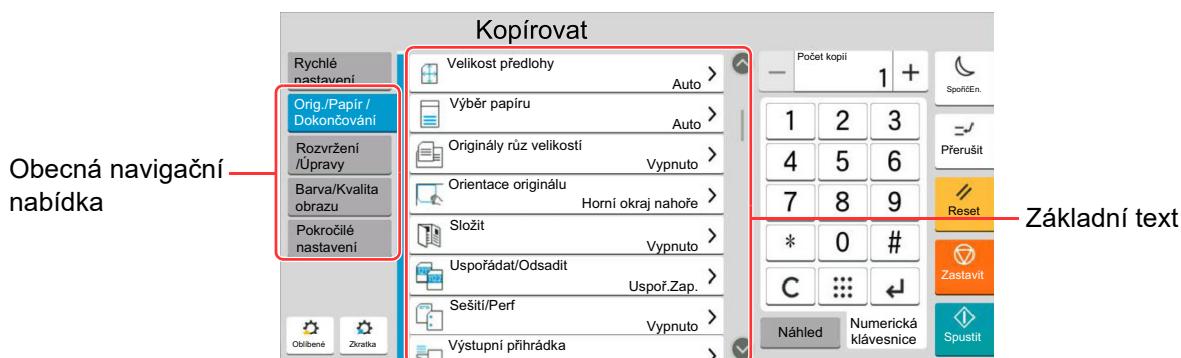 Kopírovat
Obecná navigační
nabídka
Rychlé
nastavení
Orig./Papír /
Dokončování
Rozvržení
/Úpravy
Barva/Kvalita
obrazu
Pokročilé
nastavení
Oblíbené
Zkratka
Velikost předlohy
Auto
Výběr papíru
Auto
Originály růz velikostí
Vypnuto
Orientace originálu
Horní okraj nahoře
Složit
Vypnuto
Uspořádat/Odsadit
Uspoř.Zap.
Sešití/Perf
Vypnuto
Výstupní přihrádka
Počet kopií
− 1 +
1 2 3
4 5 6
7 8 9
* 0 #
C
Náhled
Numerická
klávesnice
SpořičEn.
Přerušit
Reset
Zastavit
Spustit
Základní text